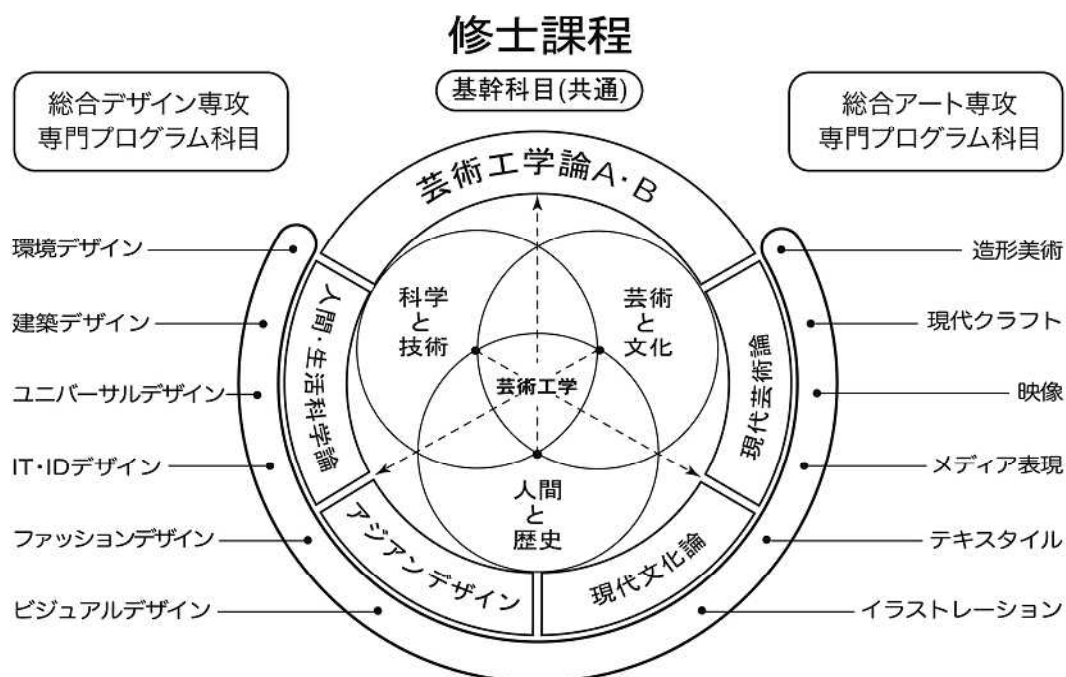 修士課程
基幹科目(共通)
総合デザイン専攻
専門プログラム科目
総合アート専攻
専門プログラム科目
芸術工学論A・B
環境デザイン
建築デザイン
ユニバーサルデザイン
IT・IDデザイン
ファッションデザイン
ビジュアルデザイン
人間・生活科学論
アジアンデザイン
科学
と
技術
芸術
と
文化
芸術工学
人間
と
歴史
現代文化論
現代芸術論
造形美術
現代クラフト
映像
メディア表現
テキスタイル
イラストレーション